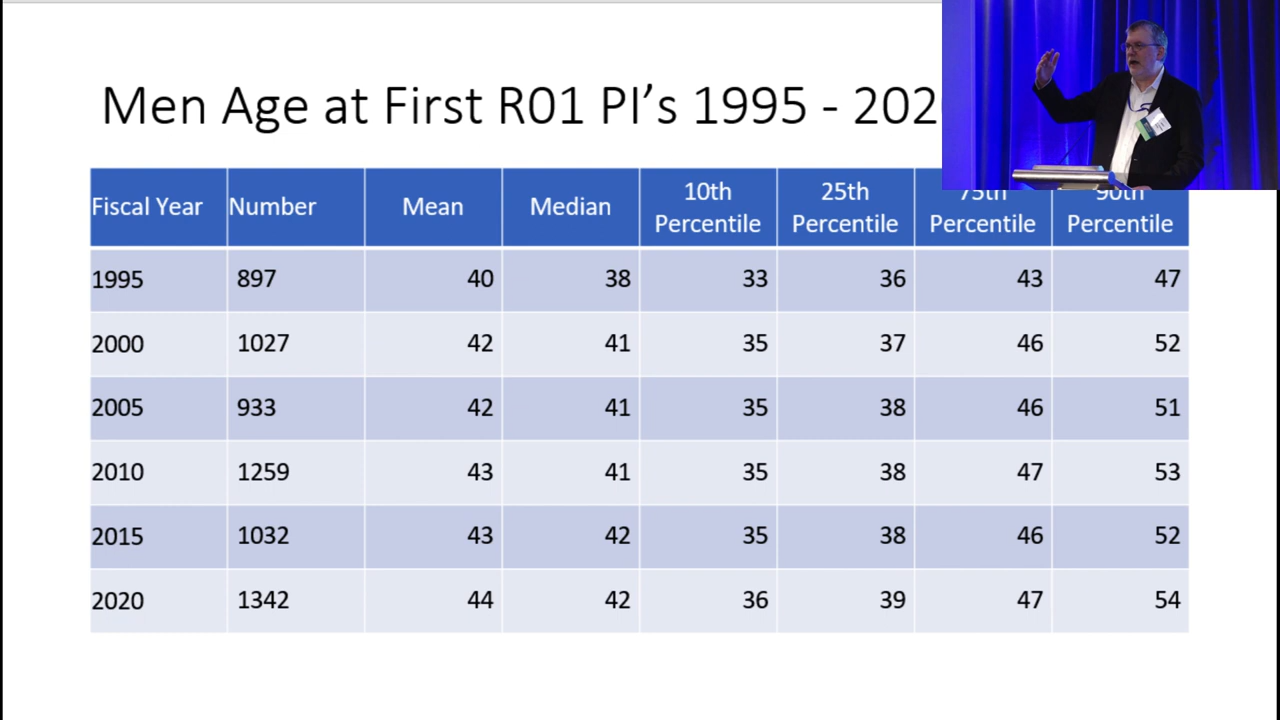 Men Age at First R01 PI's 1995 - 202
Fiscal Year Number Mean Median 10th Percentile 25th Percentile 75th Percentile 90th Percentile
1995 897 40 38 33 36 43 47
2000 1027 42 41 35 37 46 52
2005 933 42 41 35 38 46 51
2010 1259 43 41 35 38 47 53
2015 1032 43 42 35 38 46 52
2020 1342 44 42 36 39 47 54